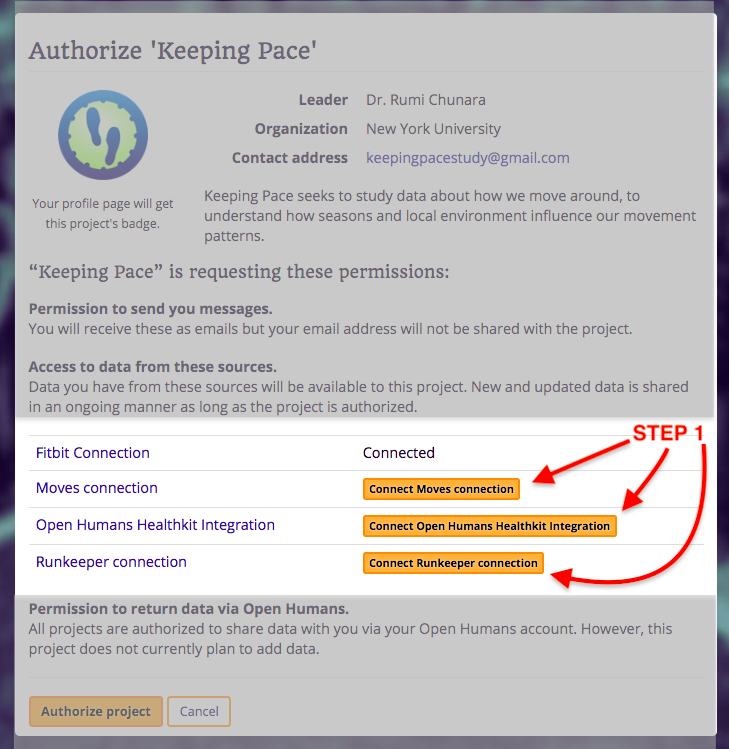 Authorize 'Keeping Pace'
Leader Dr. Rumi Chunara
Organization New York University
Contact address keepingpacestudy@gmail.com
Your profile page will get
this project's badge.
Keeping Pace seeks to study data about how we move around, to
understand how seasons and local environment influence our movement
patterns.
“Keeping Pace” is requesting these permissions:
Permission to send you messages.
You will receive these as emails but your email address will not be shared with the project.
Access to data from these sources.
Data you have from these sources will be available to this project. New and updated data is shared
in an ongoing manner as long as the project is authorized.
STEP 1
Fitbit Connection Connected
Moves connection Connect Moves connection
Open Humans Healthkit Integration Connect Open Humans Healthkit Integration
Runkeeper connection Connect Runkeeper connection
Permission to return data via Open Humans.
All projects are authorized to share data with you via your Open Humans account. However, this
project does not currently plan to add data.
Authorize project Cancel